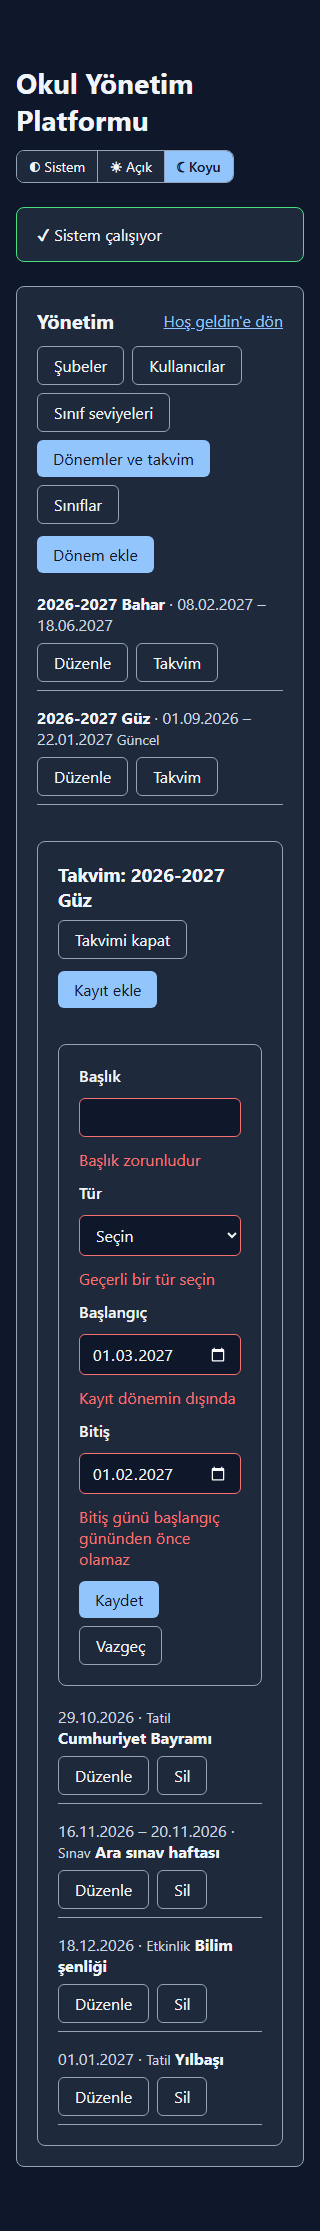 Okul Yönetim
Platformu
Sistem
Açık
Koyu
✓ Sistem çalışıyor
Yönetim
Hoş geldin'e dön
Şubeler
Kullanıcılar
Sınıf seviyeleri
Dönemler ve takvim
Sınıflar
Dönem ekle
2026-2027 Bahar · 08.02.2027 –
18.06.2027
Düzenle
Takvim
2026-2027 Güz · 01.09.2026 –
22.01.2027 Güncel
Düzenle
Takvim
Takvim: 2026-2027
Güz
Takvimi kapat
Kayıt ekle
Başlık
Başlık zorunludur
Tür
Seçin
Geçerli bir tür seçin
Başlangıç
01.03.2027
Kayıt dönemin dışında
Bitiş
01.02.2027
Bitiş günü başlangıç
gününden önce
olamaz
Kaydet
Vazgeç
29.10.2026 · Tatil
Cumhuriyet Bayramı
Düzenle
Sil
16.11.2026 – 20.11.2026 ·
Sınav Ara sınav haftası
Düzenle
Sil
18.12.2026 · Etkinlik Bilim
şenliği
Düzenle
Sil
01.01.2027 · Tatil Yılbaşı
Düzenle
Sil